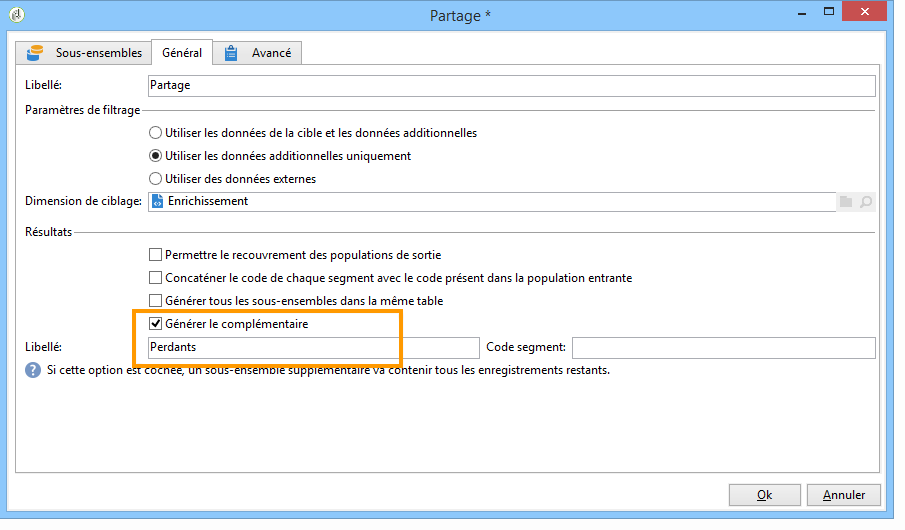 Partage *
Sous-ensembles Général Avancé
Libellé: Partage
Paramètres de filtrage
Utiliser les données de la cible et les données additionnelles
Utiliser les données additionnelles uniquement
Utiliser des données externes
Dimension de ciblage: Enrichissement
Résultats
Permettre le recouvrement des populations de sortie
Concaténer le code de chaque segment avec le code présent dans la population entrante
Générer tous les sous-ensembles dans la même table
Générer le complémentaire
Libellé: Perdants Code segment:
Si cette option est cochée, un sous-ensemble supplémentaire va contenir tous les enregistrements restants.
Ok Annuler